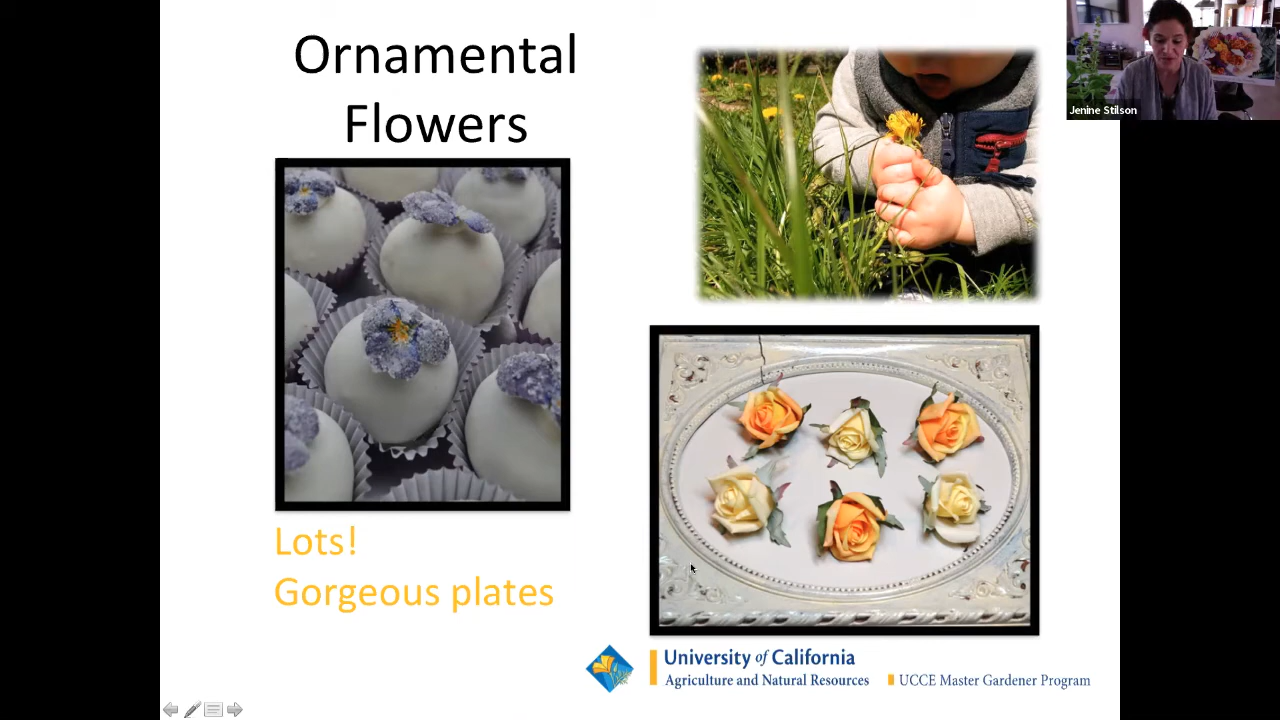 Ornamental
Flowers
Jenine Stilson
Lots!
Gorgeous plates
University of California
Agriculture and Natural Resources
UCCE Master Gardener Program